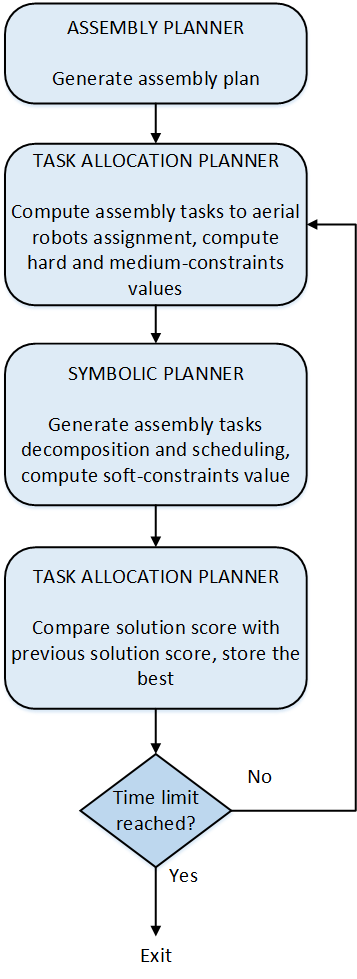 ASSEMBLY PLANNER
Generate assembly plan
TASK ALLOCATION PLANNER
Compute assembly tasks to aerial
robots assignment, compute
hard and medium-constraints
values
SYMBOLIC PLANNER
Generate assembly tasks
decomposition and scheduling,
compute soft-constraints value
TASK ALLOCATION PLANNER
Compare solution score with
previous solution score, store the
best
Time limit
reached?
No
Yes
Exit